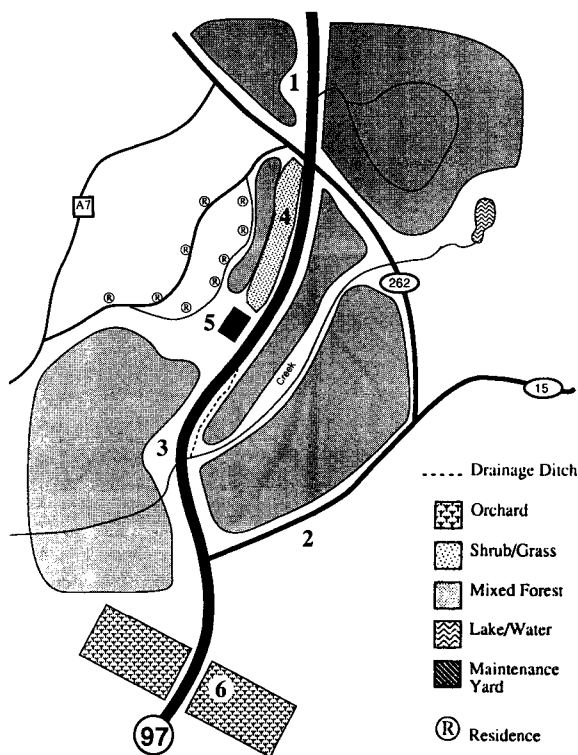 1
A7
®
®
4
®
®
262
®
®
®
®
5
Creek
15
3
Drainage Ditch
Orchard
2
Shrub/Grass
Mixed Forest
Lake/Water
6
Maintenance
Yard
97
® Residence